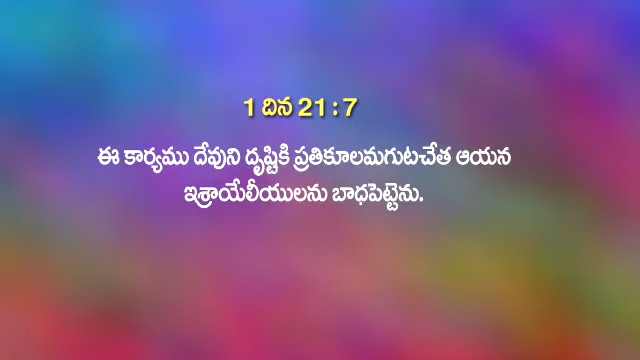 1 దిన 21 : 7
ఈ కార్యము దేవుని దృష్టికి ప్రతికూలమగుటచేత ఆయన
ఇశ్రాయేలీయులను బాధపెట్టెను.